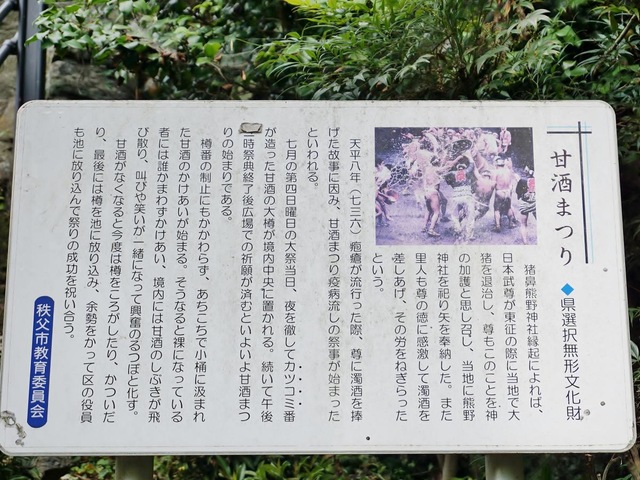 甘酒まつり
◆県選択無形文化財
猪鼻熊野神社縁起によれば、
日本武尊が東征の際に当地で大
猪を退治し、尊もこのことを神
の加護と思し召し、当地に熊野
神社を祀り矢を奉納した。また
里人も尊の徳に感激して濁酒を
差しあげ、その労をねぎらった
という。
天平八年（七三六）疱瘡が流行った際、尊に濁酒を捧
げた故事に因み、甘酒まつり疫病流しの祭事が始まった
といわれる。
七月の第四日曜日の大祭当日、夜を徹してカツコミ番
が造った甘酒の大樽が境内中央に置かれる。続いて午後
時祭典終了後広場での祈願が済むといよいよ甘酒まつ
りの始まりである。
樽番の制止にもかかわらず、あちこちで小桶に汲まれ
た甘酒のかけあいが始まる。そうなると裸になっている
者には誰かまわずかけあい、境内には甘酒のしぶきが飛
び散り、叫びや笑いが一緒になって興奮のるつぼと化す。
甘酒がなくなると今度は樽をころがしたり、かついだ
り、最後には樽を池に放り込み、余勢をかって区の役員
も池に放り込んで祭りの成功を祝い合う。
秩父市教育委員会